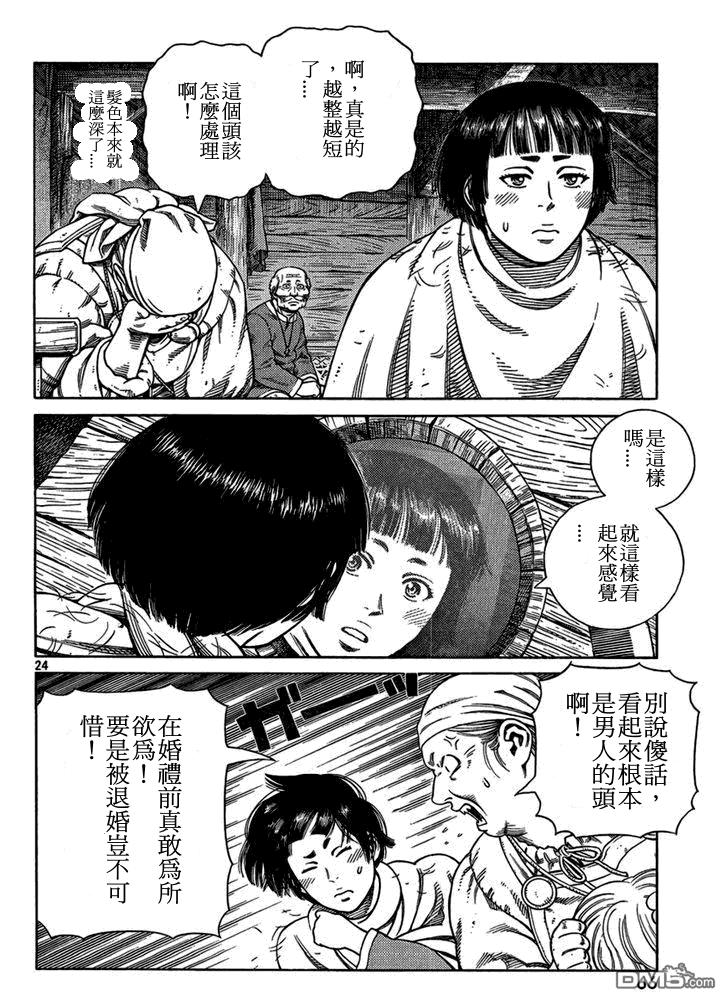 啊，真是的
，越整越短
了…
這個頭該
怎麼處理
啊！
髮色本來就
這麼深了…
是這樣
嗎…
就這樣看
起來感覺
…
24
別說傻話，
看起來根本
是男人的頭
啊！
ガーッ
在婚禮前真敢為所
欲為！
要是被退婚豈不可
惜！
DM5.com